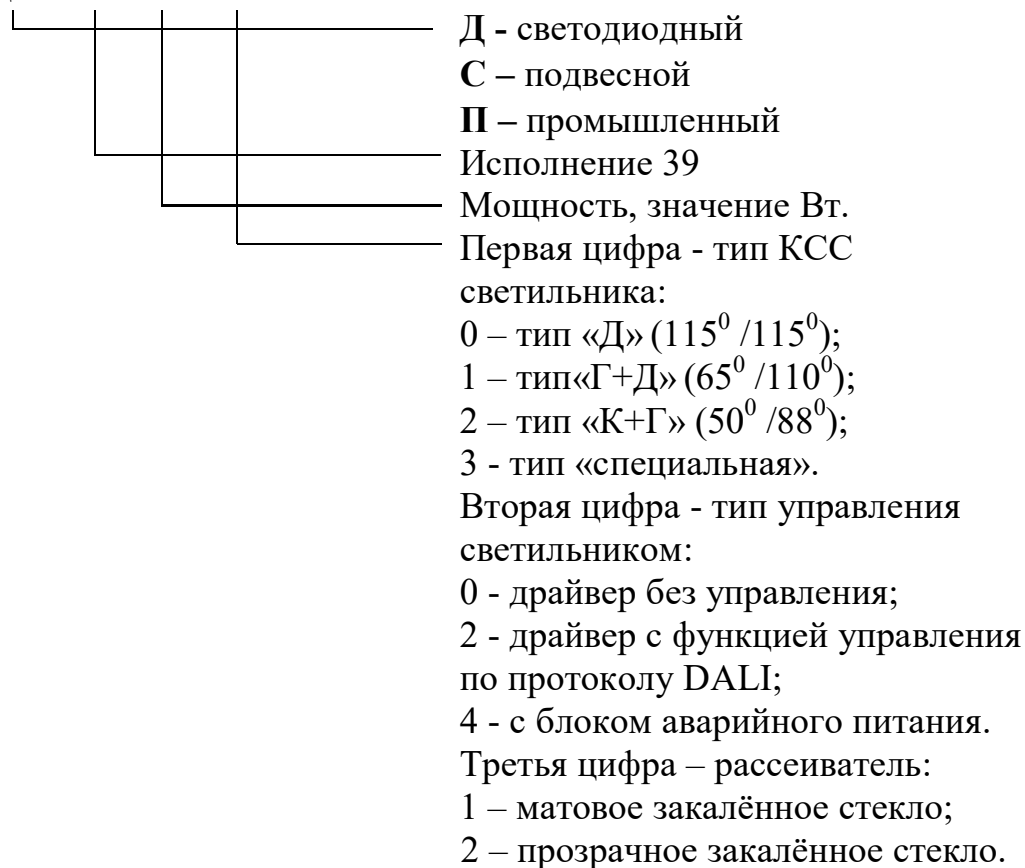 Д - светодиодный
С – подвесной
П – промышленный
Исполнение 39
Мощность, значение Вт.
Первая цифра - тип КСС
светильника:
0 – тип «Д» (115⁰ /115⁰);
1 – тип«Г+Д» (65⁰ /110⁰);
2 – тип «К+Г» (50⁰ /88⁰);
3 - тип «специальная».
Вторая цифра - тип управления
светильником:
0 - драйвер без управления;
2 - драйвер с функцией управления
по протоколу DALI;
4 - с блоком аварийного питания.
Третья цифра – рассеиватель:
1 – матовое закалённое стекло;
2 – прозрачное закалённое стекло.